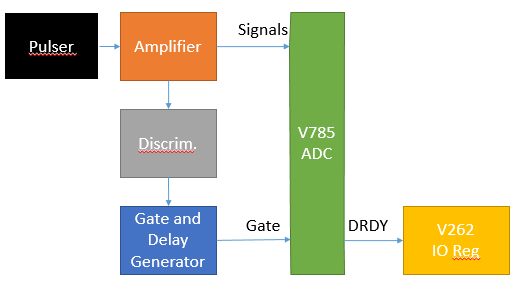 Signals
Pulser
Amplifier
Discrim.
V785
ADC
Gate and
Delay
Generator
Gate
DRDY
V262
IO Reg